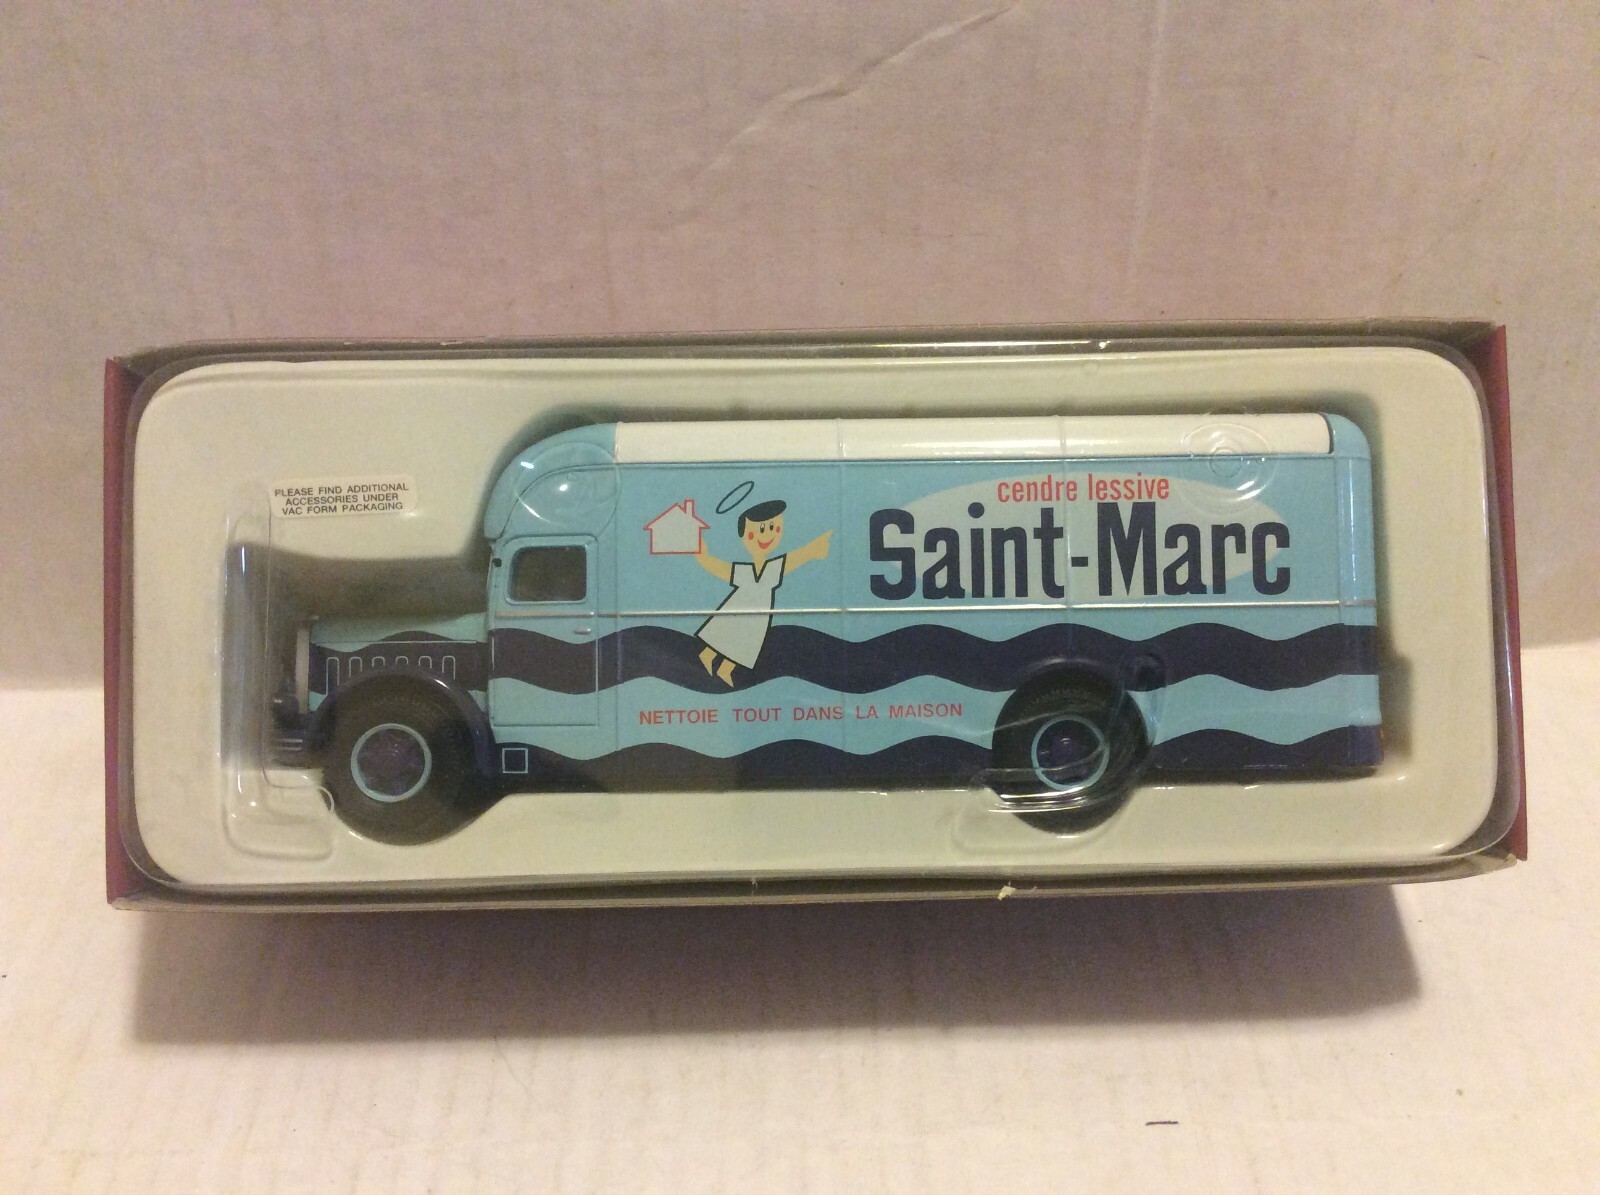 PLEASE FIND ADDITIONAL
ACCESSORIES UNDER
VAC FORM PACKAGING
cendre lessive
Saint-Marc
NETTOIE TOUT DANS LA MAISON